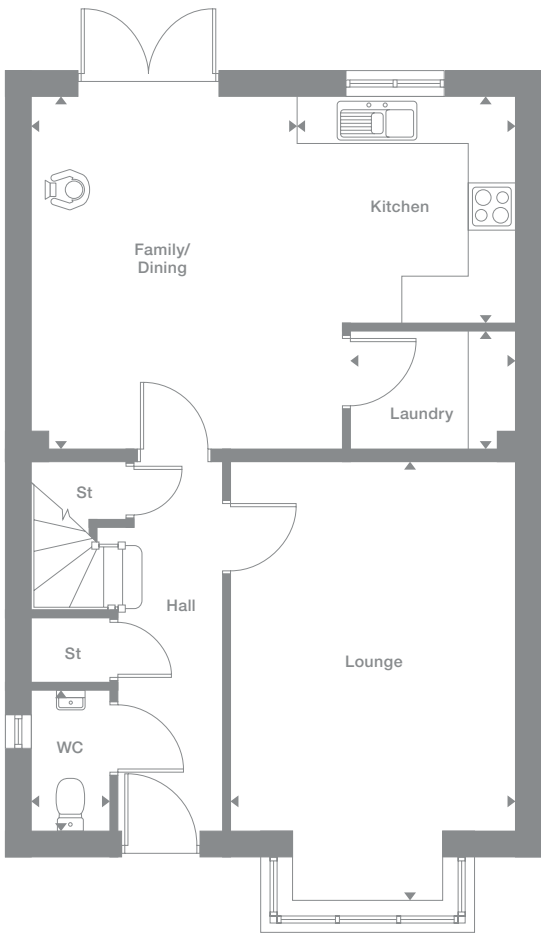 Kitchen
Family/
Dining
Laundry
St
Hall
St
Lounge
WC